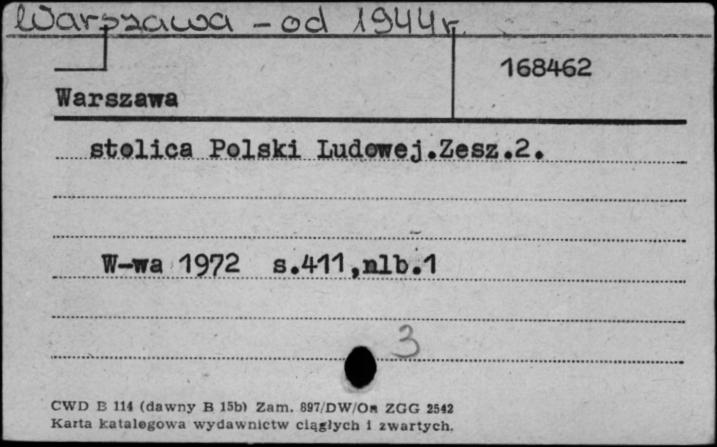 Warszawa - od 1944r.
168462
Warszawa
stolica Polski Ludowej.Zesz.2.
W-wa 1972 s.411,nlb.1
3
CWD B 114 (dawny B 15b) Zam. 897/DW/On ZGG 2542
Karta katalogowa wydawnictw ciągłych i zwartych.